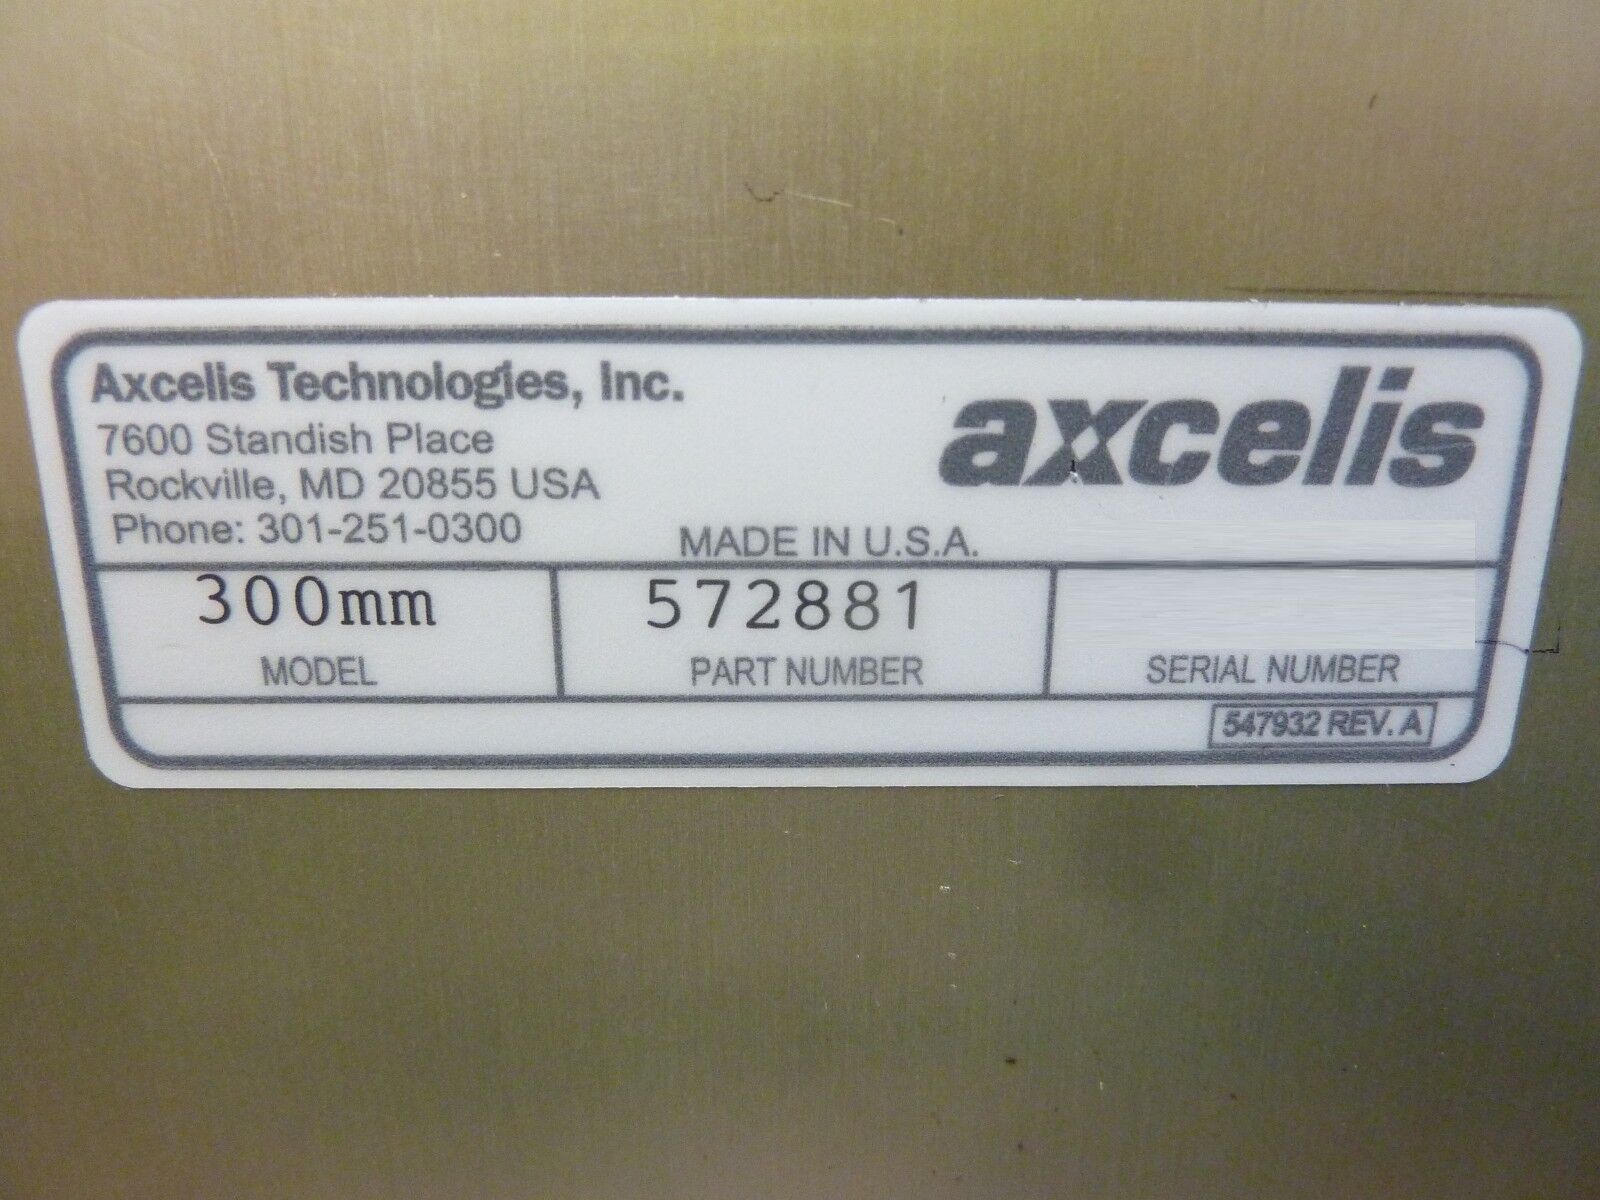 Axcelis Technologies, Inc.
axcelis
7600 Standish Place
Rockville, MD 20855 USA
Phone: 301-251-0300
MADE IN U.S.A.
300mm
572881
MODEL
PART NUMBER
SERIAL NUMBER
547932 REV. A